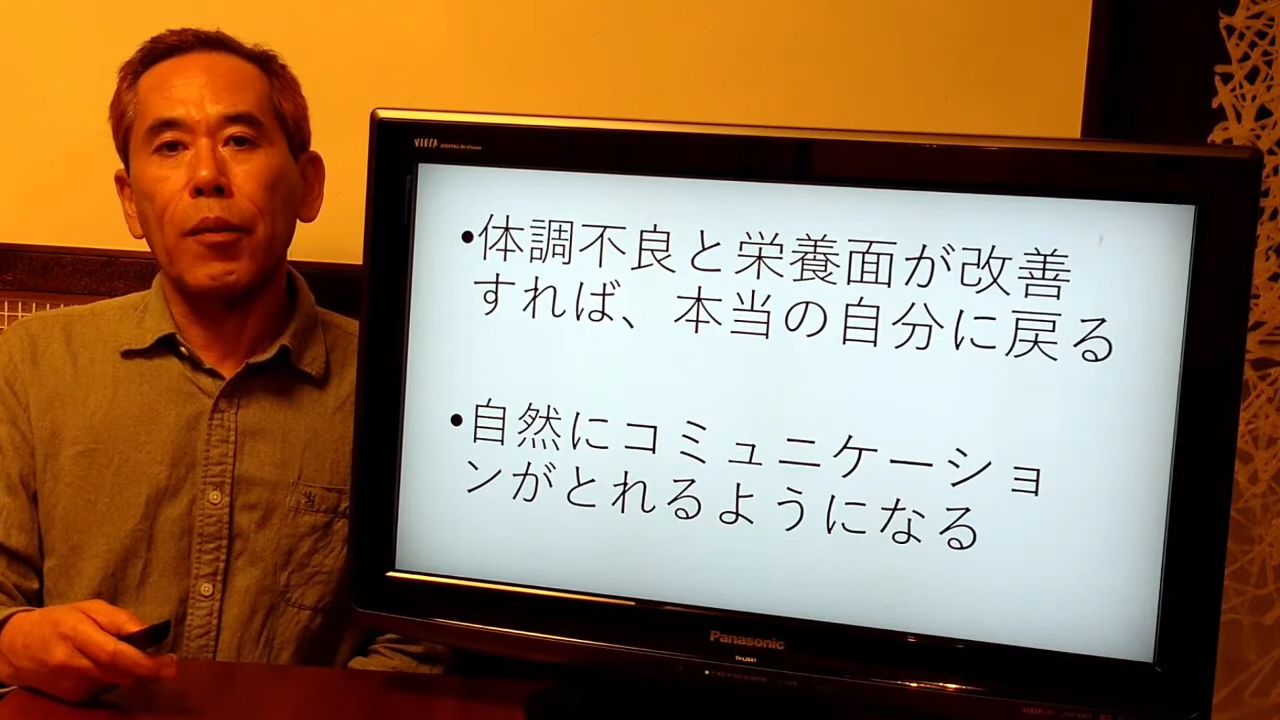 VIErA
•体調不良と栄養面が改善
すれば、本当の自分に戻る
•自然にコミュニケーショ
ンがとれるようになる
Panasonic